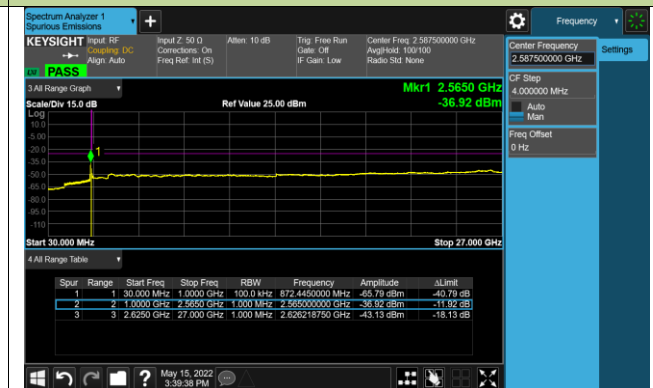 Spectrum Analyzer 1
Spurious Emissions
+
Frequency
KEYSIGHT Input: RF
Coupling: DC
Align: Auto
Input Z: 50 Ω
Corrections: On
Freq Ref: Int (S)
Atten: 10 dB
Trig: Free Run
Gate: Off
IF Gain: Low
Center Freq: 2.587500000 GHz
Avg|Hold: 100/100
Radio Std: None
LXI PASS
Center Frequency
2.587500000 GHz
Settings
CF Step
4.000000 MHz
Auto
Man
Freq Offset
0 Hz
3 All Range Graph
Mkr1 2.5650 GHz
Scale/Div 15.0 dB Ref Value 25.00 dBm -36.92 dBm
Log
10.0
-5.00
-20.0
-35.0
-50.0
-65.0
-80.0
-95.0
-110
1
Start 30.000 MHz Stop 27.000 GHz
4 All Range Table
Spur Range Start Freq Stop Freq RBW Frequency Amplitude ΔLimit
1 1 30.000 MHz 1.0000 GHz 100.0 kHz 872.4450000 MHz -65.79 dBm -40.79 dB
2 2 1.0000 GHz 2.5650 GHz 1.000 MHz 2.565000000 GHz -36.92 dBm -11.92 dB
3 3 2.6250 GHz 27.000 GHz 1.000 MHz 2.626218750 GHz -43.13 dBm -18.13 dB
? May 15, 2022
3:39:38 PM